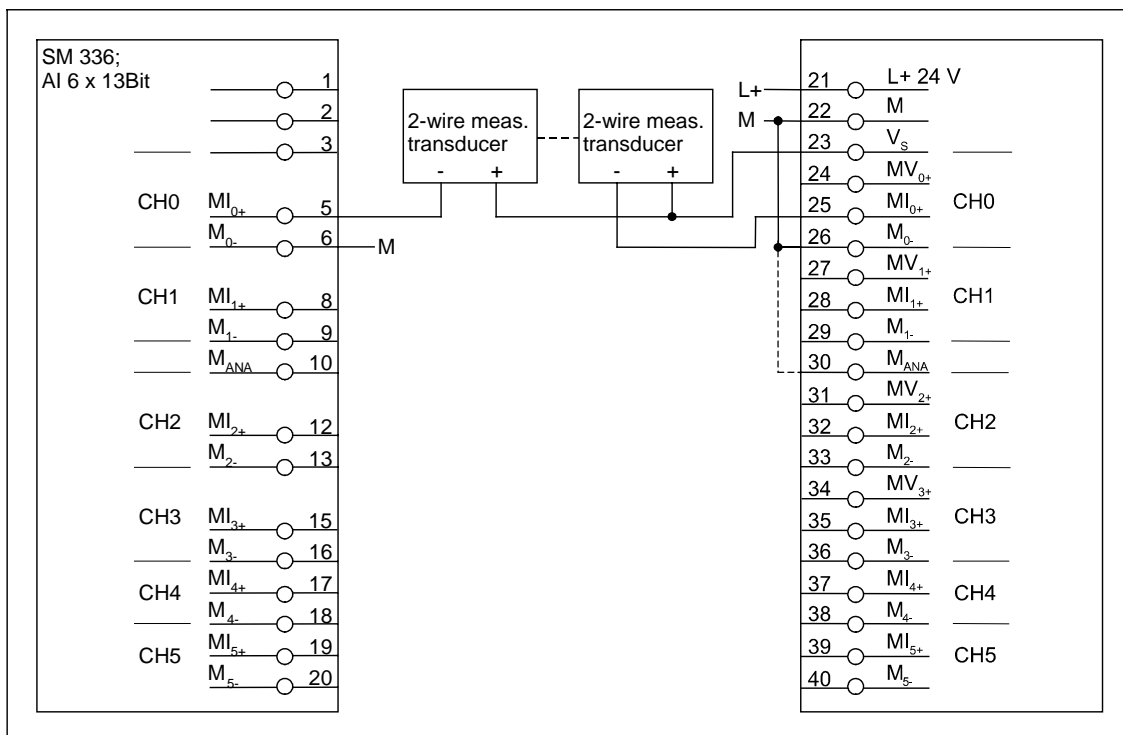 SM 336;
AI 6 x 13Bit
1
2
3
CH0
MI0+
5
M0-
6
M
CH1
MI1+
8
M1-
9
MANA
10
CH2
MI2+
12
M2-
13
CH3
MI3+
15
M3-
16
CH4
MI4+
17
M4-
18
CH5
MI5+
19
M5-
20
2-wire meas.
transducer
- +
2-wire meas.
transducer
- +
L+
M
21 L+ 24 V
22 M
23 VS
24 MV0+
25 MI0+ CH0
26 M0-
27 MV1+
28 MI1+ CH1
29 M1-
30 MANA
31 MV2+
32 MI2+ CH2
33 M2-
34 MV3+
35 MI3+ CH3
36 M3-
37 MI4+ CH4
38 M4-
39 MI5+ CH5
40 M5-